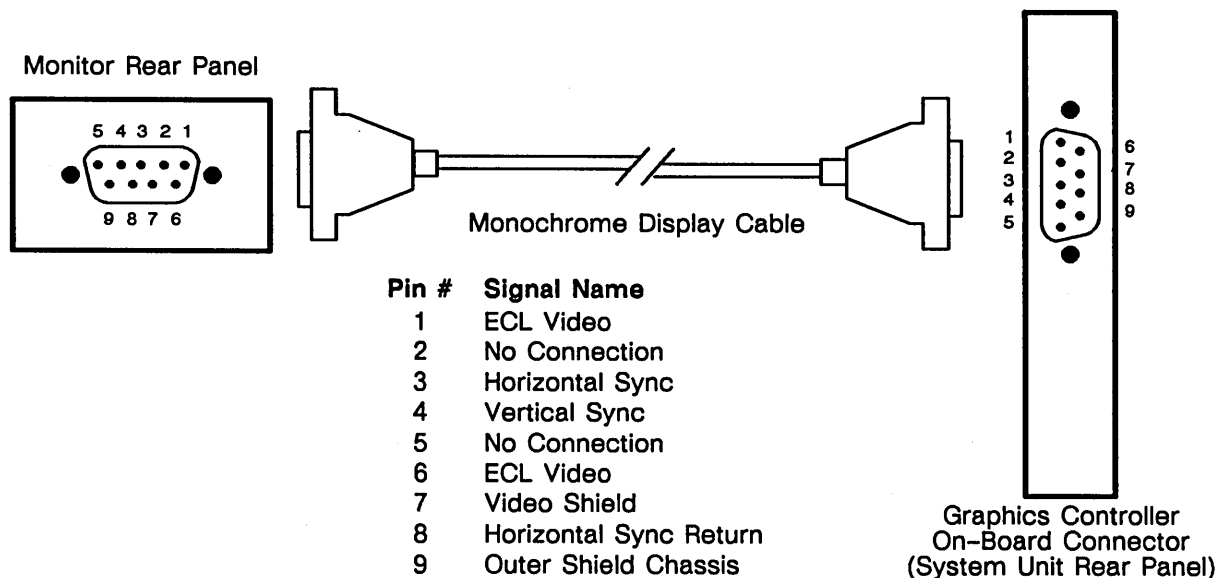 Monitor Rear Panel
5 4 3 2 1
9 8 7 6
Monochrome Display Cable
1
2
3
4
5
6
7
8
9
Pin # Signal Name
1 ECL Video
2 No Connection
3 Horizontal Sync
4 Vertical Sync
5 No Connection
6 ECL Video
7 Video Shield
8 Horizontal Sync Return
9 Outer Shield Chassis
Graphics Controller
On-Board Connector
(System Unit Rear Panel)